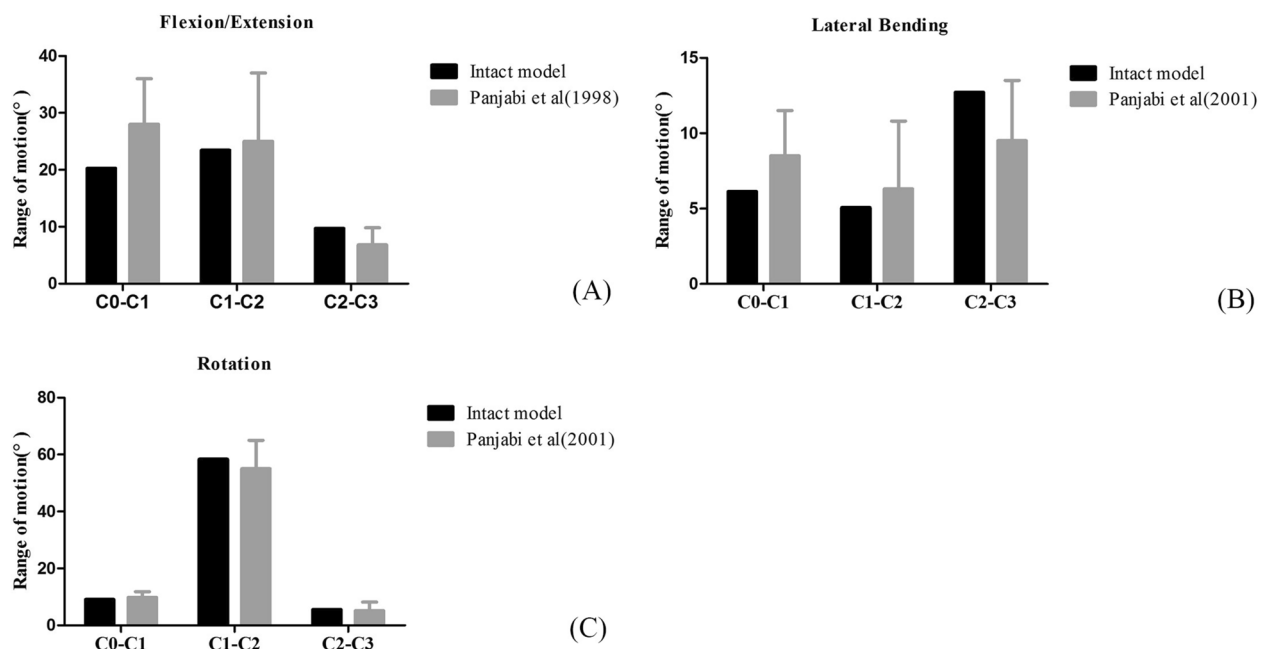 Flexion/Extension
Range of motion(° )
40
30
20
10
0
C0-C1
C1-C2
C2-C3
Intact model
Panjabi et al(1998)
(A)
Lateral Bending
Range of motion(° )
15
10
5
0
C0-C1
C1-C2
C2-C3
Intact model
Panjabi et al(2001)
(B)
Rotation
Range of motion(° )
80
60
40
20
0
C0-C1
C1-C2
C2-C3
Intact model
Panjabi et al(2001)
(C)